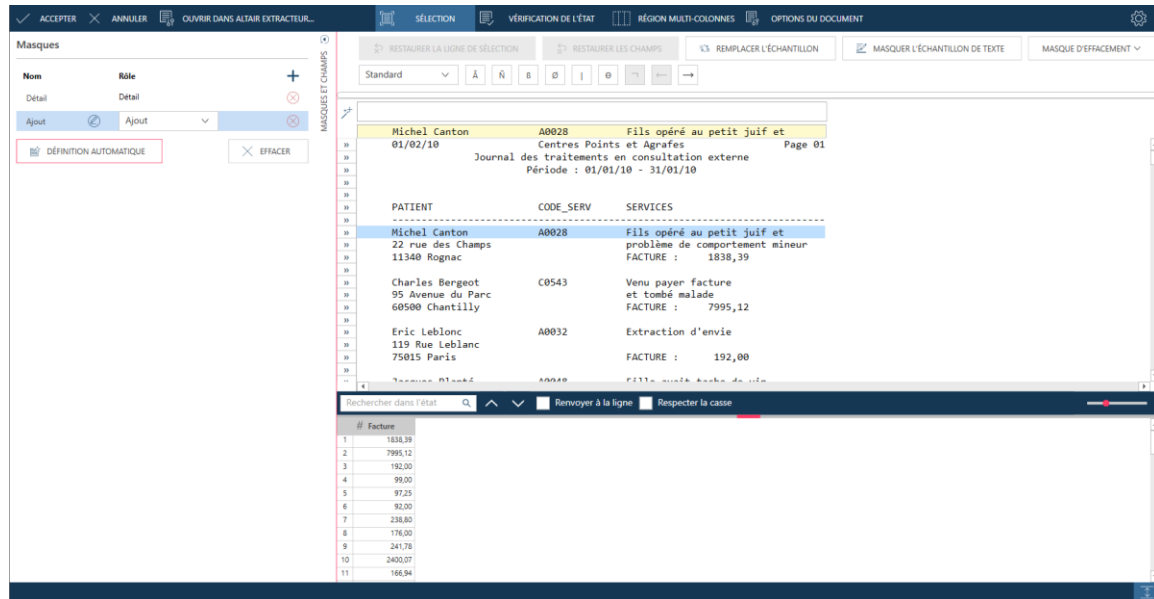 ACCEPTER ANNULER OUVRIR DANS ALTAIR EXTRACTEUR... SÉLECTION VÉRIFICATION DE L'ÉTAT RÉGION MULTI-COLONNES OPTIONS DU DOCUMENT
Masques
Nom Rôle
Détail Détail
Ajout Ajout
DÉFINITION AUTOMATIQUE EFFACER
MASQUES ET CHAMPS
RESTAURER LA LIGNE DE SÉLECTION RESTAURER LES CHAMPS REMPLACER L'ÉCHANTILLON MASQUER L'ÉCHANTILLON DE TEXTE MASQUE D'EFFACEMENT
Standard Ã Ñ ß Ø | ¬ ← →
Michel Canton A0028 Fils opéré au petit juif et
01/02/10 Centres Points et Agrafes Page 01
Journal des traitements en consultation externe
Période : 01/01/10 - 31/01/10
PATIENT CODE_SERV SERVICES
Michel Canton A0028 Fils opéré au petit juif et
22 rue des Champs problème de comportement mineur
11340 Rognac FACTURE : 1838,39
Charles Bergeot C0543 Venu payer facture
95 Avenue du Parc et tombé malade
60500 Chantilly FACTURE : 7995,12
Eric Leblonc A0032 Extraction d'envie
119 Rue Leblanc
75015 Paris FACTURE : 192,00
Rechercher dans l'état Renvoyer à la ligne Respecter la casse
# Facture
1 1838,39
2 7995,12
3 192,00
4 99,00
5 97,25
6 92,00
7 238,80
8 176,00
9 241,78
10 2400,07
11 166,94